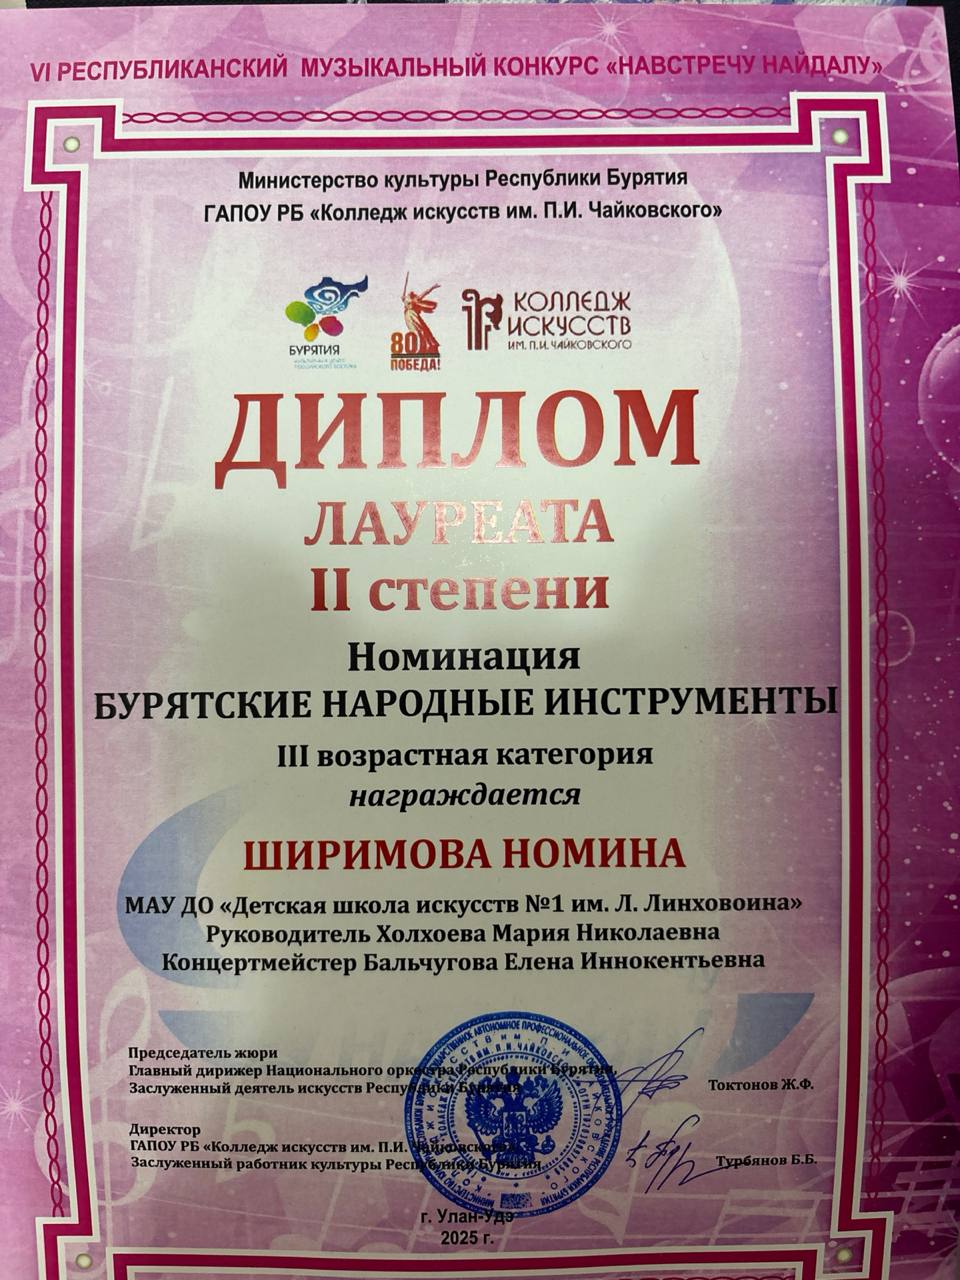 VI РЕСПУБЛИКАНСКИЙ МУЗЫКАЛЬНЫЙ КОНКУРС «НАВСТРЕЧУ НАЙДАЛУ»
Министерство культуры Республики Бурятия
ГАПОУ РБ «Колледж искусств им. П.И. Чайковского»
БУРЯТИЯ
80
ПОБЕДА!
КОЛЛЕДЖ
ИСКУССТВ
ИМ. П.И. ЧАЙКОВСКОГО
ДИПЛОМ
ЛАУРЕАТА
II степени
Номинация
БУРЯТСКИЕ НАРОДНЫЕ ИНСТРУМЕНТЫ
III возрастная категория
награждается
ШИРИМОВА НОМИНА
МАУ ДО «Детская школа искусств №1 им. Л. Линховоина»
Руководитель Холхоева Мария Николаевна
Концертмейстер Бальчугова Елена Иннокентьевна
Председатель жюри
Главный дирижер Национального оркестра Республики Бурятия,
Заслуженный деятель искусств Республики Бурятия
Токтонов Ж.Ф.
Директор
ГАПОУ РБ «Колледж искусств им. П.И. Чайковского»
Заслуженный работник культуры Республики Бурятия
Турбянов Б.Б.
г. Улан-Удэ
2025 г.